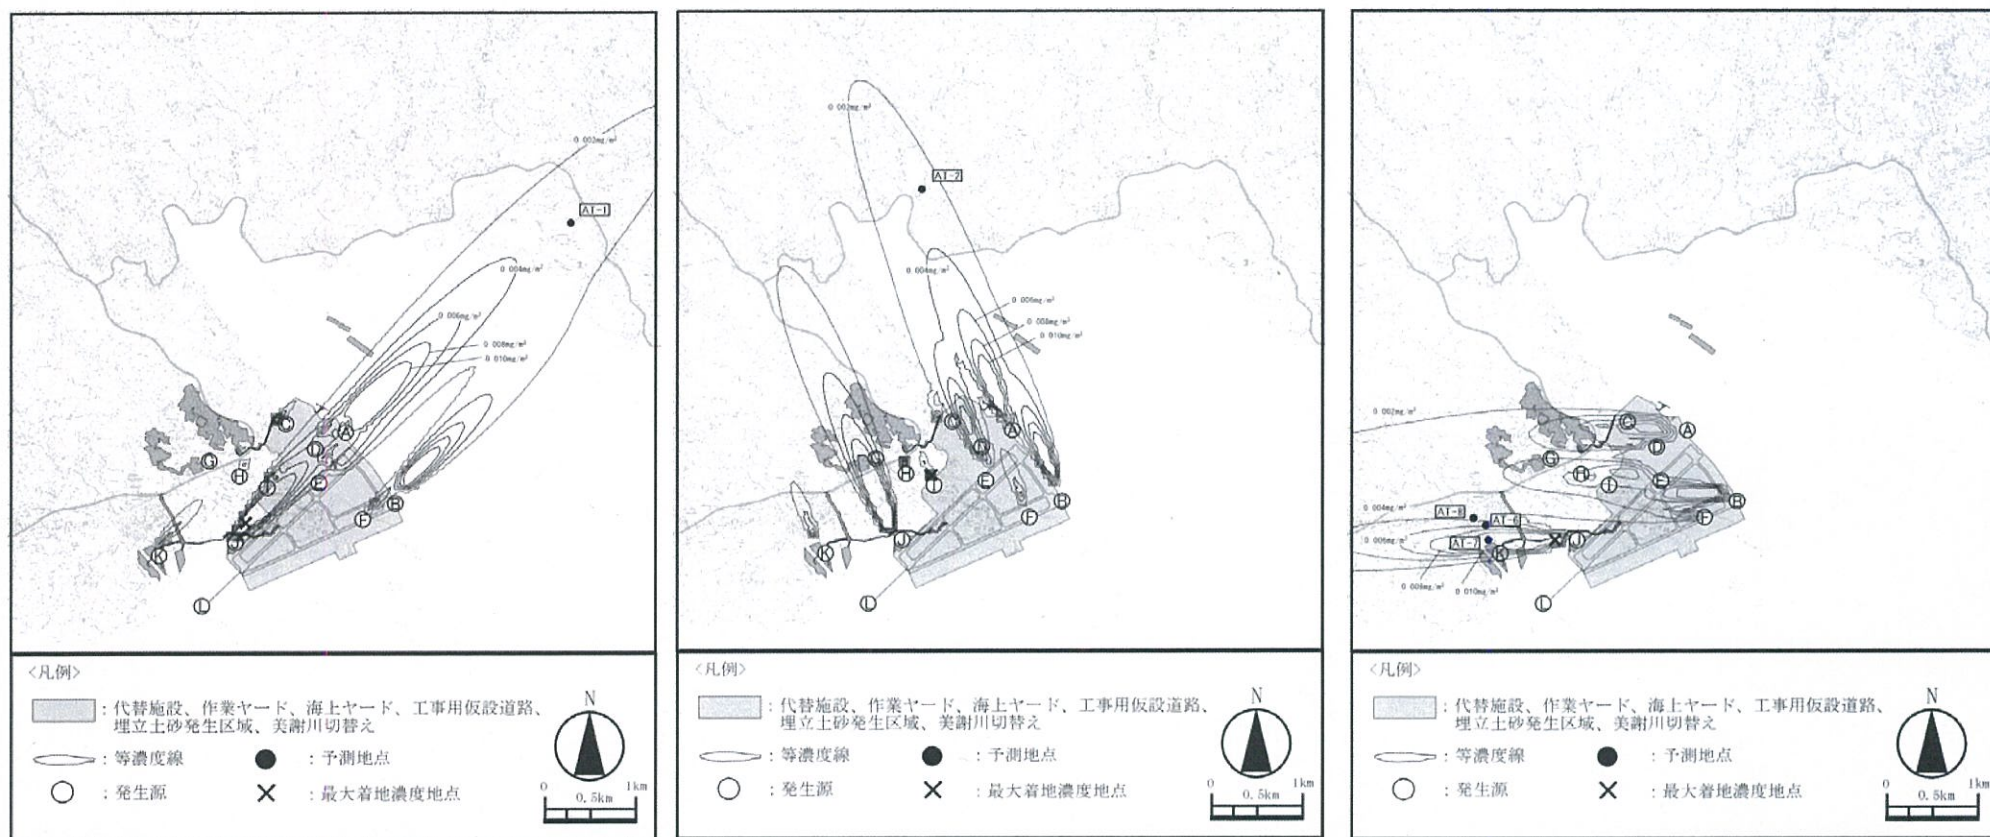 0 002mg/m³
AT-1
0 004mg/m³
0 006mg/m³
0 008mg/m³
0 010mg/m³
C
A
D
G
H
I
E
B
F
J
K
L
<凡例>
：代替施設、作業ヤード、海上ヤード、工事用仮設道路、
埋立土砂発生区域、美謝川切替え
：等濃度線
：予測地点
：発生源
：最大着地濃度地点
N
0 1km
0.5km
0 002mg/m³
AT-2
0 004mg/m³
0 006mg/m³
0 008mg/m³
0 010mg/m³
C
A
D
G
H
I
E
B
F
J
K
L
<凡例>
：代替施設、作業ヤード、海上ヤード、工事用仮設道路、
埋立土砂発生区域、美謝川切替え
：等濃度線
：予測地点
：発生源
：最大着地濃度地点
N
0 1km
0.5km
0 002mg/m³
C
A
D
G
H
I
E
B
0 004mg/m³
AT-8
AT-6
F
0 006mg/m³
AT-7
J
K
0 008mg/m³
0 010mg/m³
L
<凡例>
：代替施設、作業ヤード、海上ヤード、工事用仮設道路、
埋立土砂発生区域、美謝川切替え
：等濃度線
：予測地点
：発生源
：最大着地濃度地点
N
0 1km
0.5km